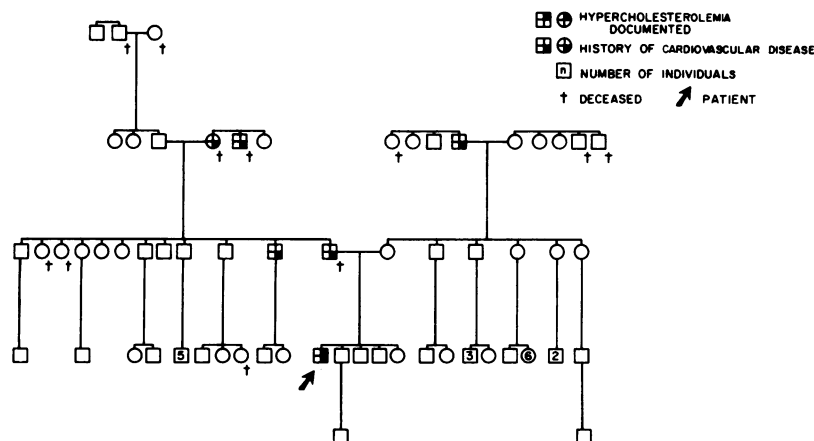 HYPERCHOLESTEROLEMIA
DOCUMENTED
HISTORY OF CARDIOVASCULAR DISEASE
n NUMBER OF INDIVIDUALS
† DECEASED PATIENT
† †
† † † † †
† † †
5 † 3 6 2